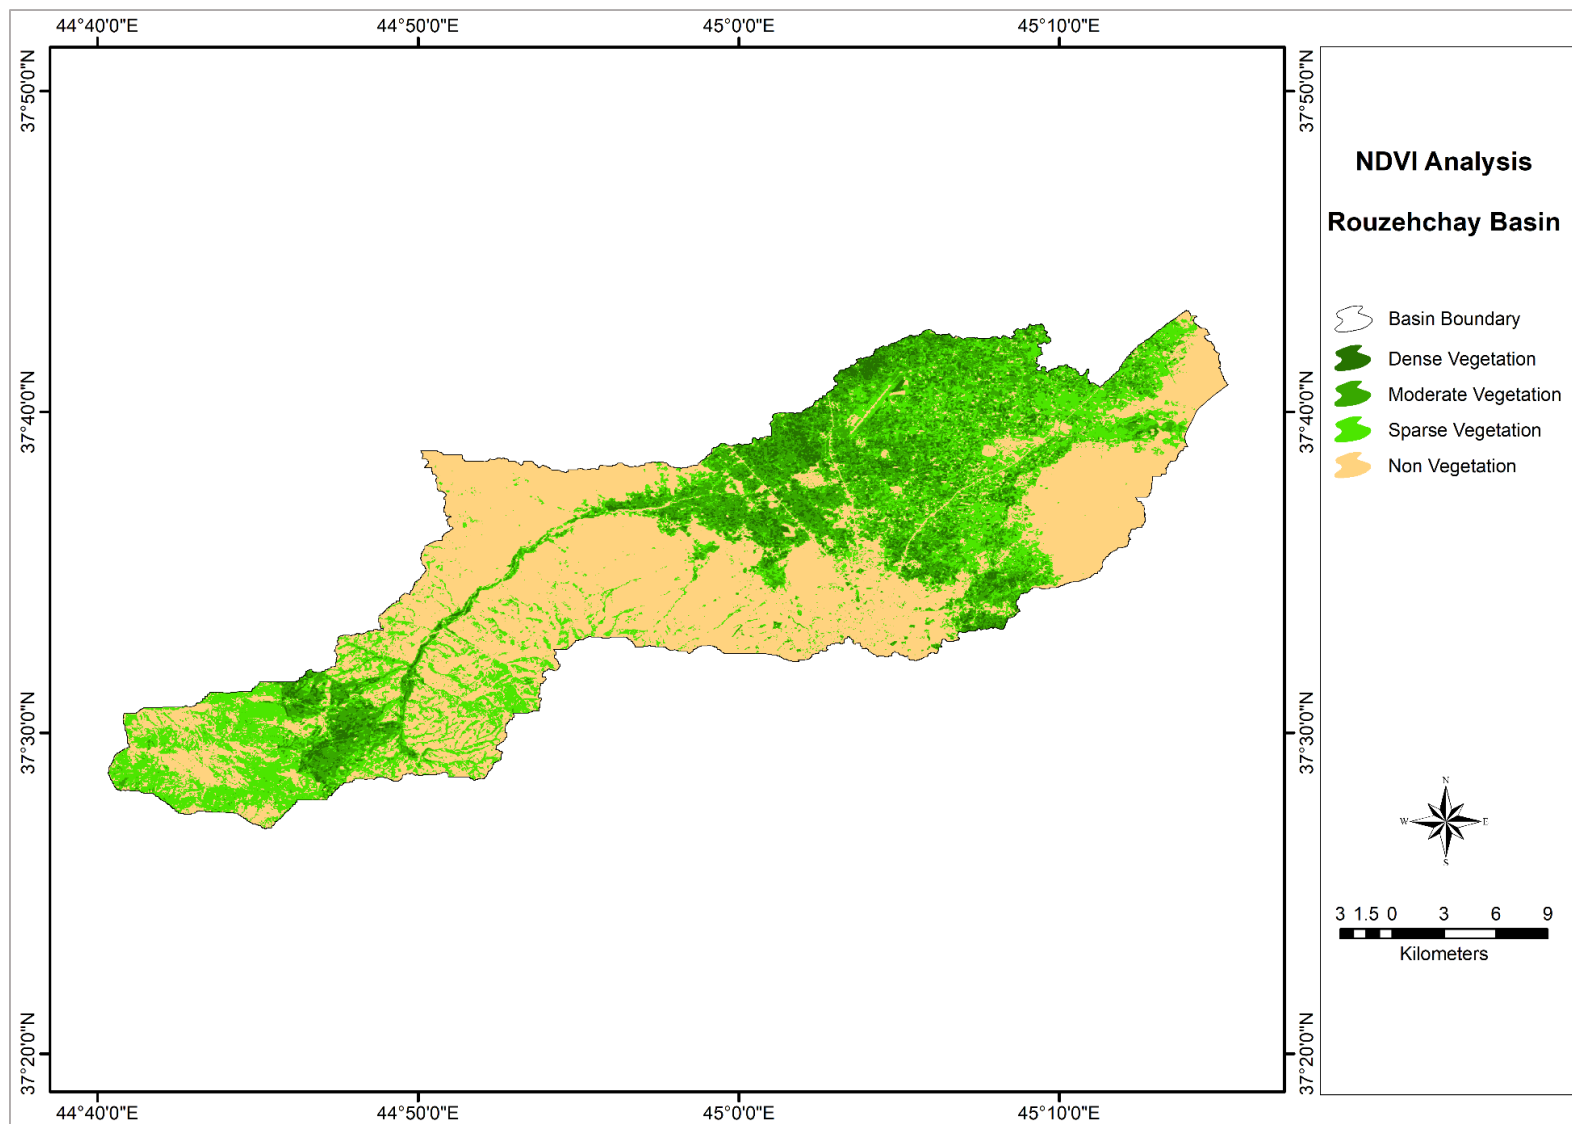 44°40'0"E 44°50'0"E 45°0'0"E 45°10'0"E
37°50'0"N
37°40'0"N
37°30'0"N
37°20'0"N
37°50'0"N
37°40'0"N
37°30'0"N
37°20'0"N
44°40'0"E 44°50'0"E 45°0'0"E 45°10'0"E
NDVI Analysis
Rouzehchay Basin
Basin Boundary
Dense Vegetation
Moderate Vegetation
Sparse Vegetation
Non Vegetation
N
W E
S
3 1.5 0 3 6 9
Kilometers